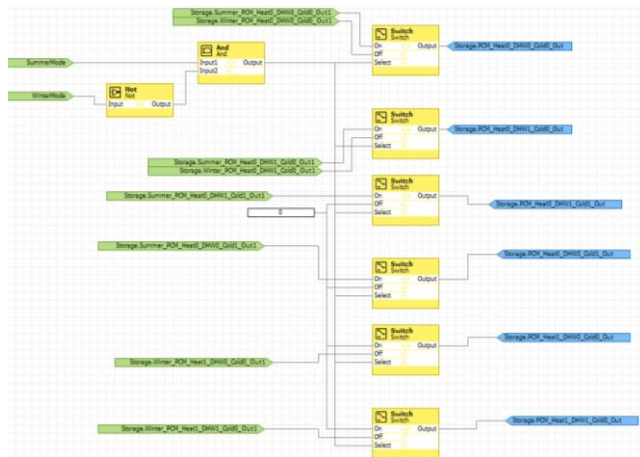 Storage.Summer_PCM_Heat0_DHW0_Cold0_Out1
Storage.Winter_PCM_Heat0_DHW0_Cold0_Out1
Switch
Switch
On Output
Off
Select
Storage.PCM_Heat0_DHW0_Cold0_Out
And
And
Input1 Output
Input2
SummerMode
WinterMode
Not
Not
Input Output
Switch
Switch
On Output
Off
Select
Storage.PCM_Heat0_DHW1_Cold0_Out
Storage.Summer_PCM_Heat0_DHW1_Cold0_Out1
Storage.Winter_PCM_Heat0_DHW1_Cold0_Out1
Switch
Switch
On Output
Off
Select
Storage.Summer_PCM_Heat0_DHW1_Cold1_Out1
0
Storage.PCM_Heat0_DHW1_Cold1_Out
Storage.Summer_PCM_Heat0_DHW0_Cold1_Out1
Storage.PCM_Heat0_DHW0_Cold1_Out
Switch
Switch
On Output
Off
Select
Switch
Switch
On Output
Off
Select
Storage.PCM_Heat1_DHW0_Cold0_Out
Storage.Winter_PCM_Heat1_DHW0_Cold0_Out1
Switch
Switch
On Output
Off
Select
Storage.PCM_Heat1_DHW1_Cold0_Out
Storage.Winter_PCM_Heat1_DHW1_Cold0_Out1